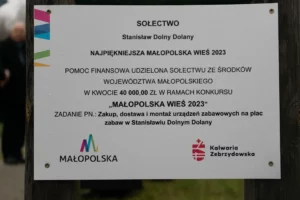 SOŁECTWO
Stanisław Dolny Dolany
NAJPIĘKNIEJSZA MAŁOPOLSKA WIEŚ 2023
POMOC FINANSOWA UDZIELONA SOŁECTWU ZE ŚRODKÓW
WOJEWÓDZTWA MAŁOPOLSKIEGO
W KWOCIE 40 000,00 ZŁ W RAMACH KONKURSU
„MAŁOPOLSKA WIEŚ 2023”
ZADANIE PN.: Zakup, dostawa i montaż urządzeń zabawowych na plac
zabaw w Stanisławiu Dolnym Dolany
MAŁOPOLSKA
Kalwaria
Zebrzydowska